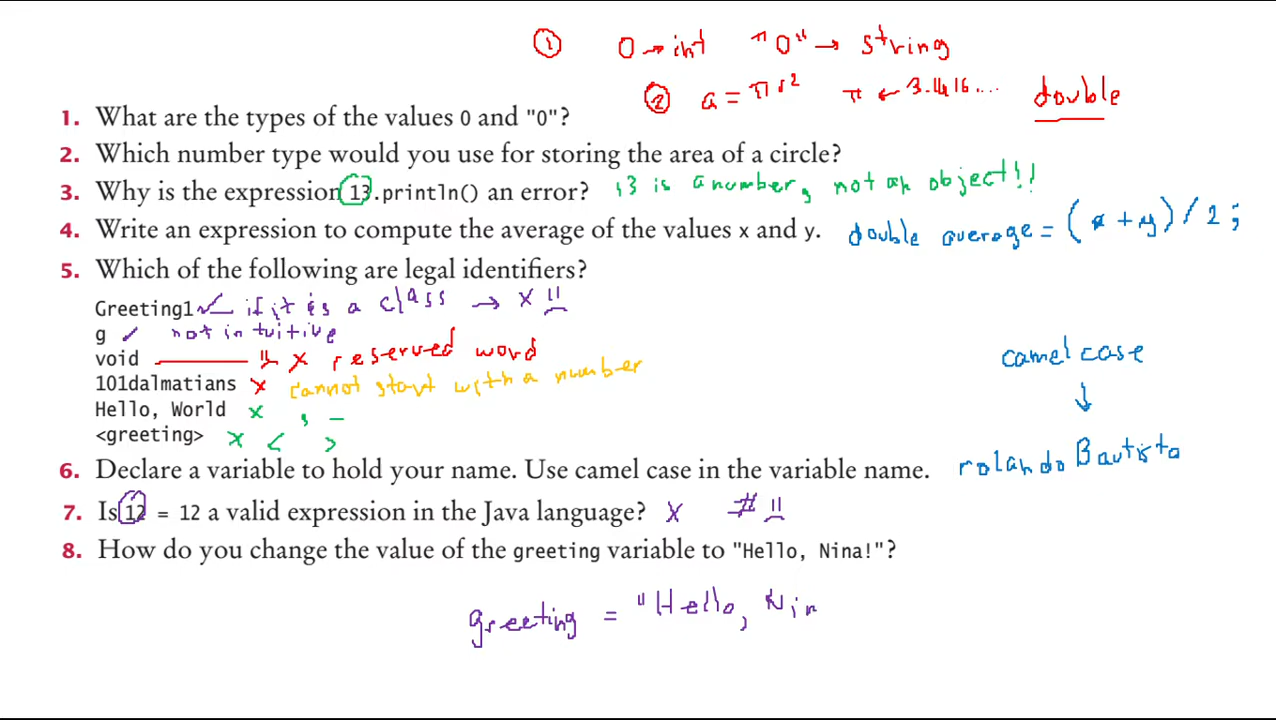 ① 0 → int "0" → string
② a = πr² π ← 3.1416... double
1. What are the types of the values 0 and "0"?
2. Which number type would you use for storing the area of a circle?
3. Why is the expression 13.println() an error? 13 is a number, not an object!!
4. Write an expression to compute the average of the values x and y. double average = (x + y) / 2 ;
5. Which of the following are legal identifiers?
Greeting1 ✓ if it is a class → x
g ✓ not intuitive
void x reserved word
camel case
101dalmatians x cannot start with a number
Hello, World x , _
<greeting> x < >
6. Declare a variable to hold your name. Use camel case in the variable name. rolandoBautista
7. Is 12 = 12 a valid expression in the Java language? x #
8. How do you change the value of the greeting variable to "Hello, Nina!"?
greeting = "Hello, Nin